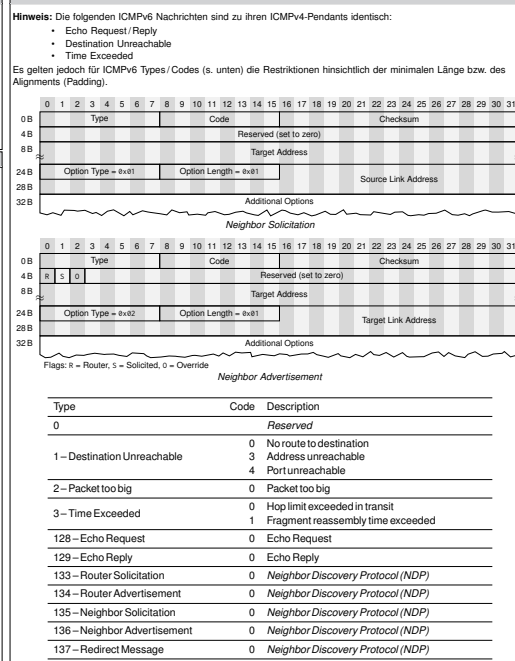 Hinweis: Die folgenden ICMPv6 Nachrichten sind zu ihren ICMPv4-Pendants identisch:
• Echo Request/Reply
• Destination Unreachable
• Time Exceeded
Es gelten jedoch für ICMPv6 Types/Codes (s. unten) die Restriktionen hinsichtlich der minimalen Länge bzw. des
Alignments (Padding).
0 1 2 3 4 5 6 7 8 9 10 11 12 13 14 15 16 17 18 19 20 21 22 23 24 25 26 27 28 29 30 31
0 B Type Code Checksum
4 B Reserved (set to zero)
8 B Target Address
≈
24 B Option Type = 0x01 Option Length = 0x01 Source Link Address
28 B
32 B Additional Options
Neighbor Solicitation
0 1 2 3 4 5 6 7 8 9 10 11 12 13 14 15 16 17 18 19 20 21 22 23 24 25 26 27 28 29 30 31
0 B Type Code Checksum
4 B R S O Reserved (set to zero)
8 B Target Address
≈
24 B Option Type = 0x02 Option Length = 0x01 Target Link Address
28 B
32 B Additional Options
Flags: R = Router, S = Solicited, O = Override
Neighbor Advertisement
Type Code Description
0 Reserved
1 – Destination Unreachable 0 No route to destination
3 Address unreachable
4 Port unreachable
2 – Packet too big 0 Packet too big
3 – Time Exceeded 0 Hop limit exceeded in transit
1 Fragment reassembly time exceeded
128 – Echo Request 0 Echo Request
129 – Echo Reply 0 Echo Reply
133 – Router Solicitation 0 Neighbor Discovery Protocol (NDP)
134 – Router Advertisement 0 Neighbor Discovery Protocol (NDP)
135 – Neighbor Solicitation 0 Neighbor Discovery Protocol (NDP)
136 – Neighbor Advertisement 0 Neighbor Discovery Protocol (NDP)
137 – Redirect Message 0 Neighbor Discovery Protocol (NDP)